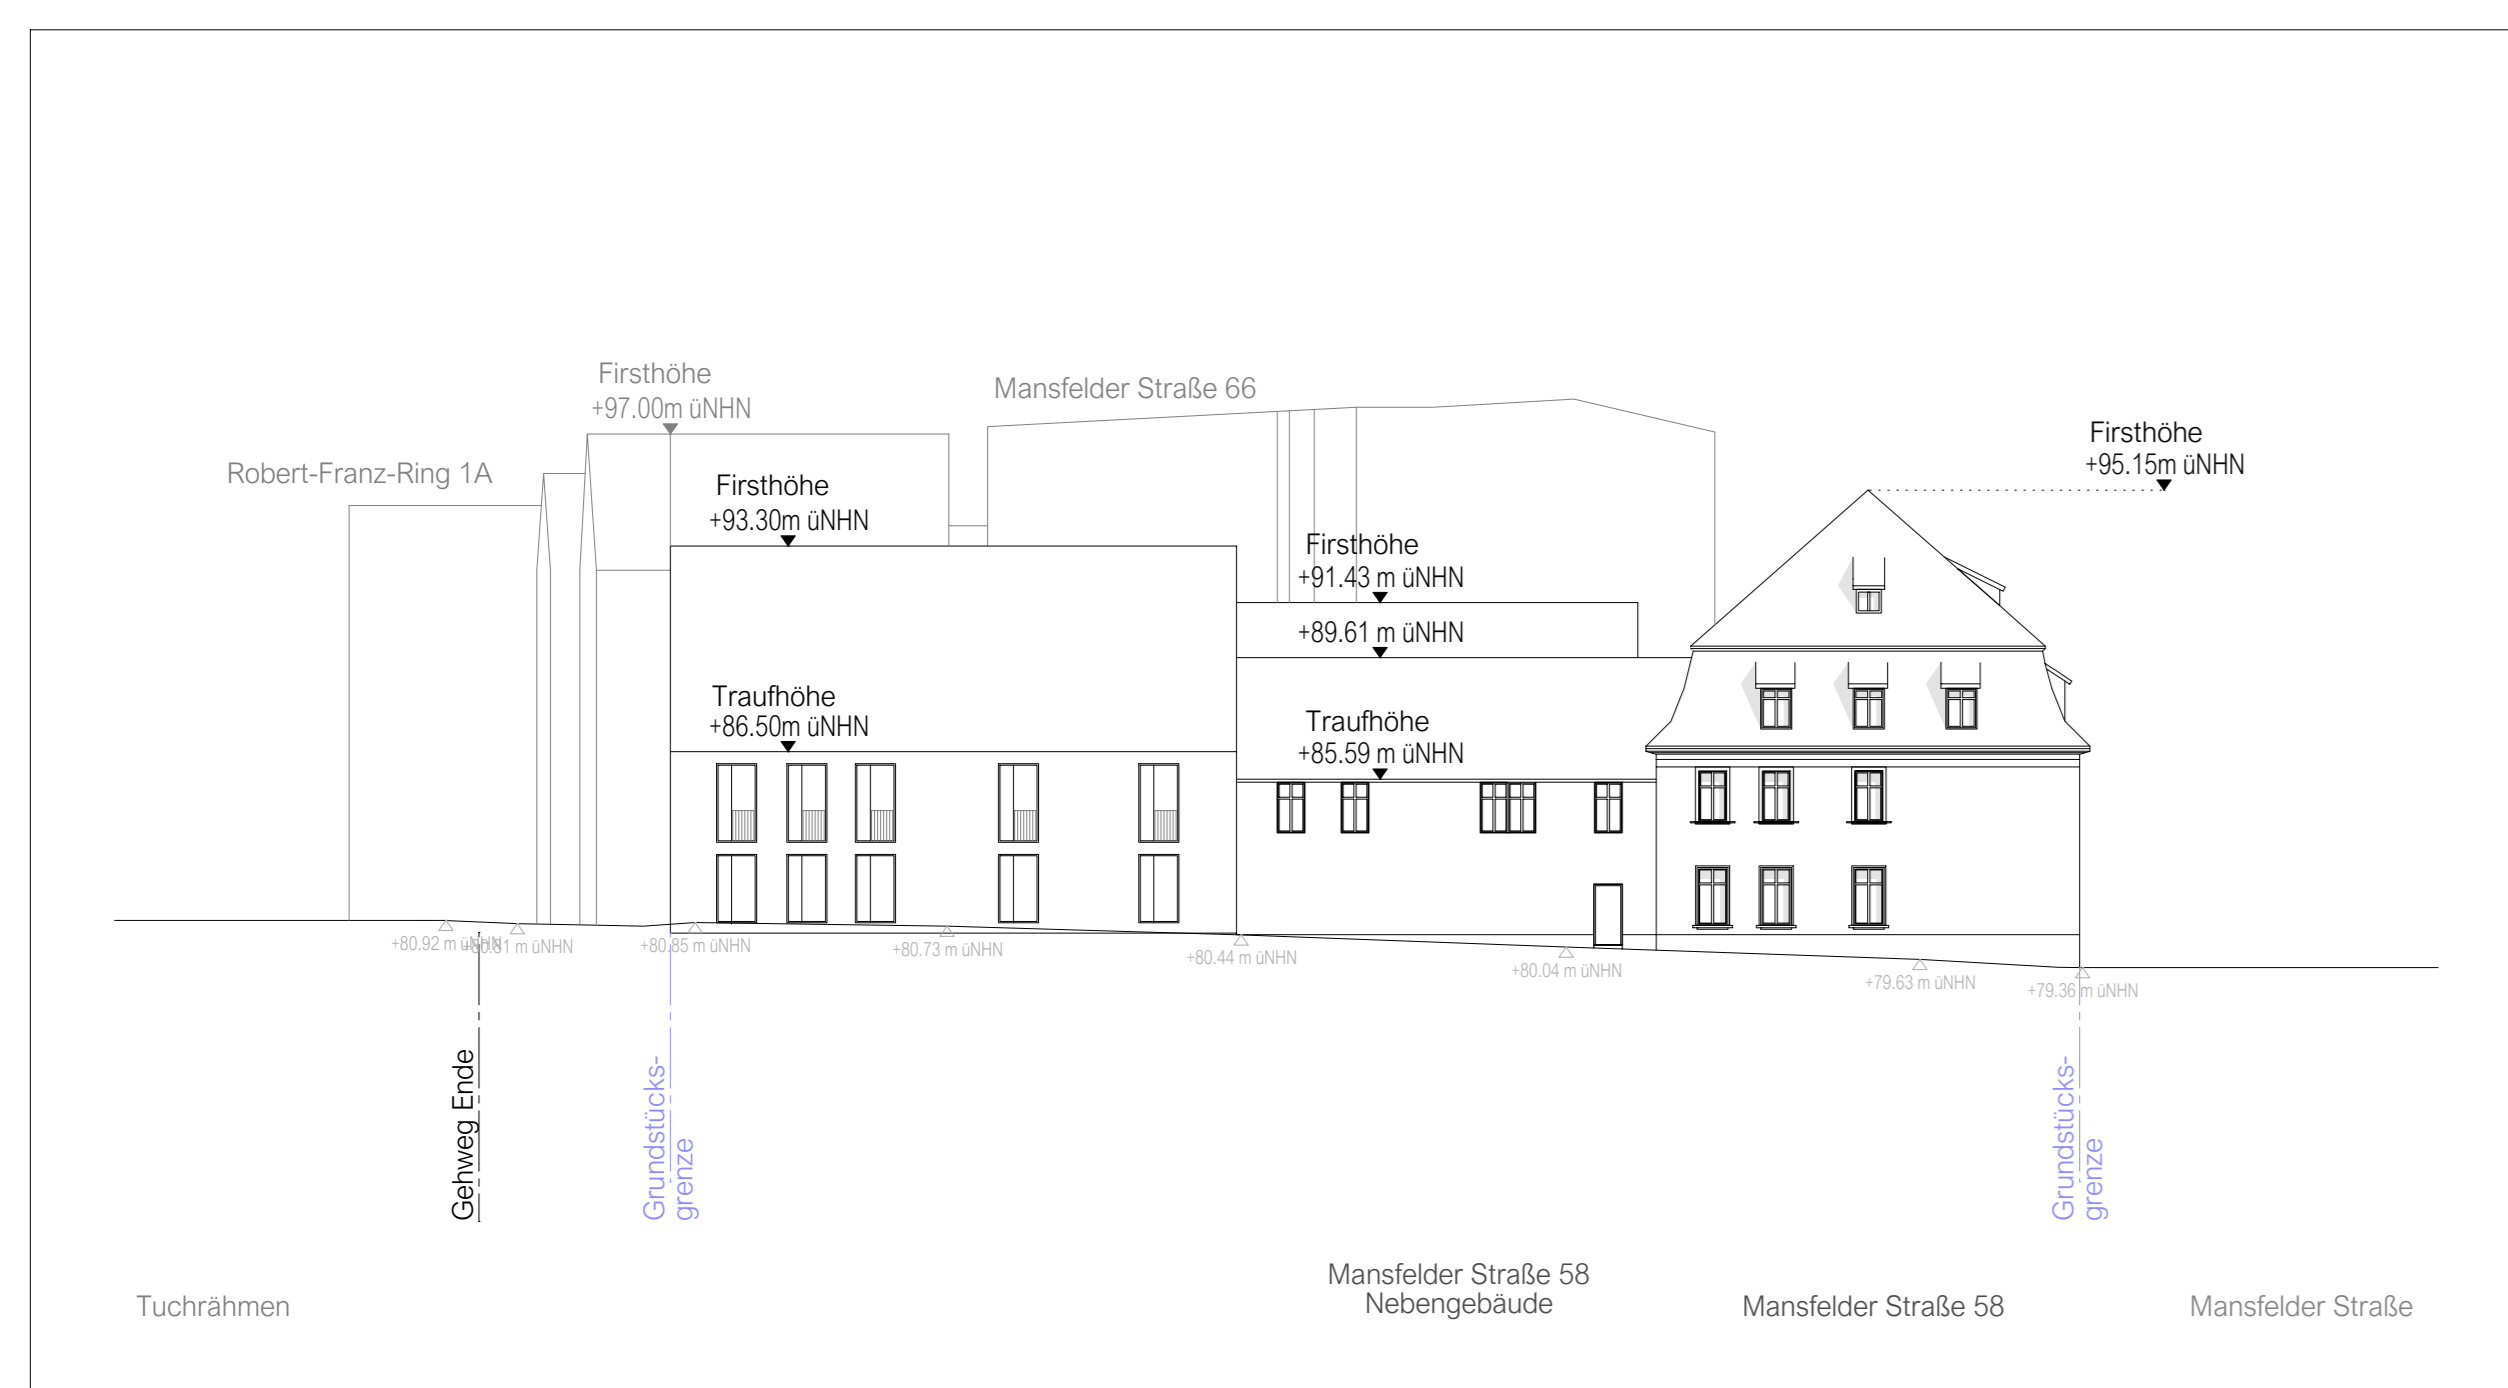 Firsthöhe
+97.00m üNHN
Mansfelder Straße 66
Robert-Franz-Ring 1A
Firsthöhe
+95.15m üNHN
Firsthöhe
+93.30m üNHN
Firsthöhe
+91.43 m üNHN
+89.61 m üNHN
Traufhöhe
+86.50m üNHN
Traufhöhe
+85.59 m üNHN
+80.92 m üNHN
+80.81 m üNHN
+80.85 m üNHN
+80.73 m üNHN
+80.44 m üNHN
+80.04 m üNHN
+79.63 m üNHN
+79.36 m üNHN
Gehweg Ende
Grundstücks-
grenze
Grundstücks-
grenze
Tuchrähmen
Mansfelder Straße 58
Nebengebäude
Mansfelder Straße 58
Mansfelder Straße